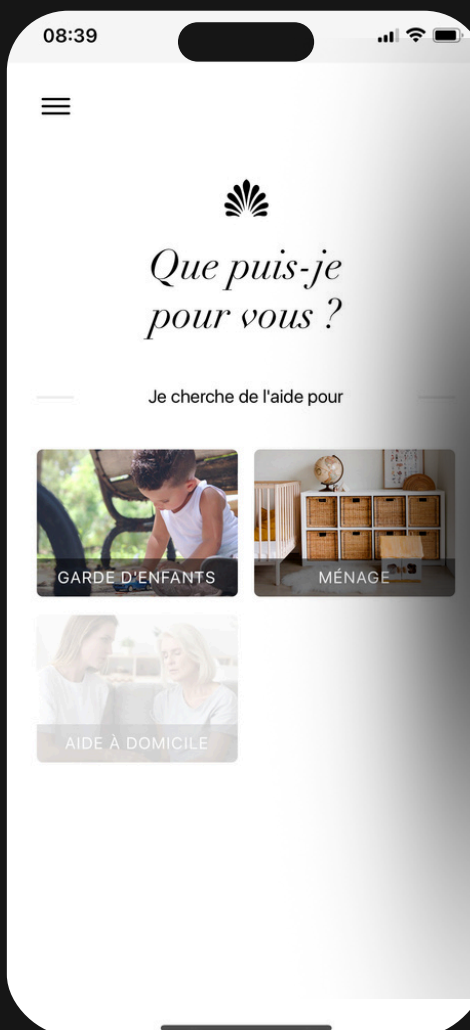 08:39
Que puis-je
pour vous ?
Je cherche de l'aide pour
GARDE D'ENFANTS
MÉNAGE
AIDE À DOMICILE